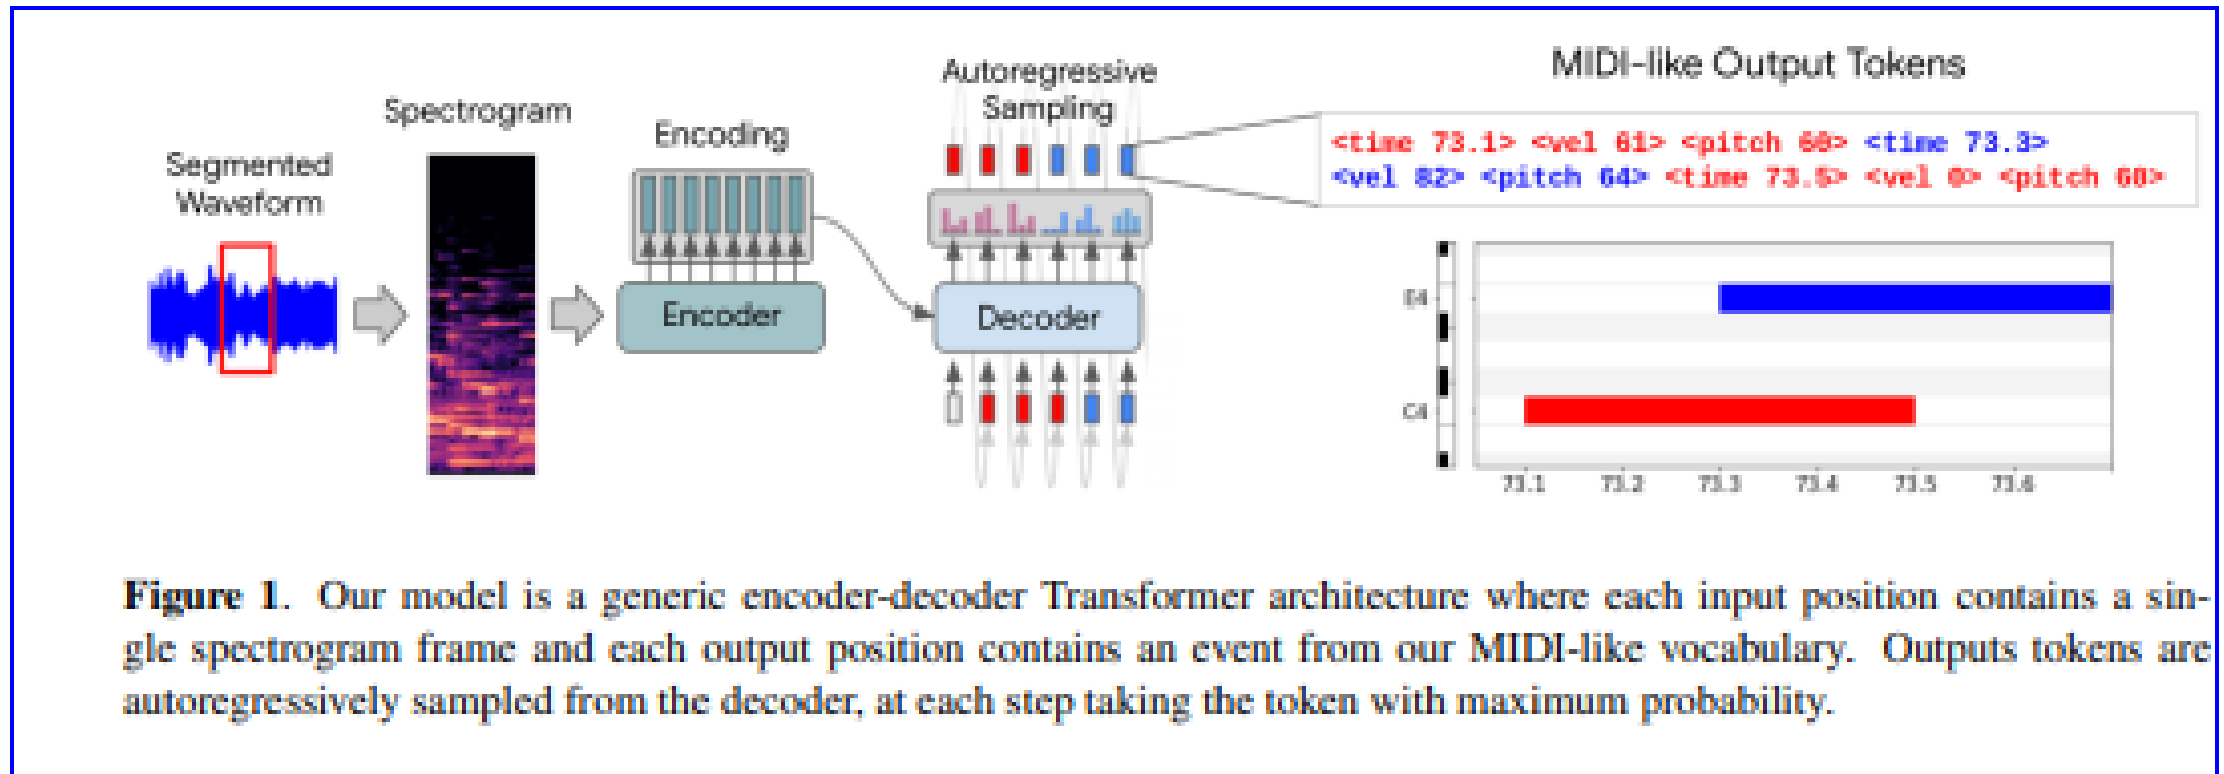 Segmented
Waveform
Spectrogram
Encoding
Encoder
Autoregressive
Sampling
Decoder
MIDI-like Output Tokens
<time 73.1> <vel 61> <pitch 60> <time 73.3>
<vel 82> <pitch 64> <time 73.5> <vel 0> <pitch 60>
E4
C4
73.1 73.2 73.3 73.4 73.5 73.6
Figure 1. Our model is a generic encoder-decoder Transformer architecture where each input position contains a sin-
gle spectrogram frame and each output position contains an event from our MIDI-like vocabulary. Outputs tokens are
autoregressively sampled from the decoder, at each step taking the token with maximum probability.